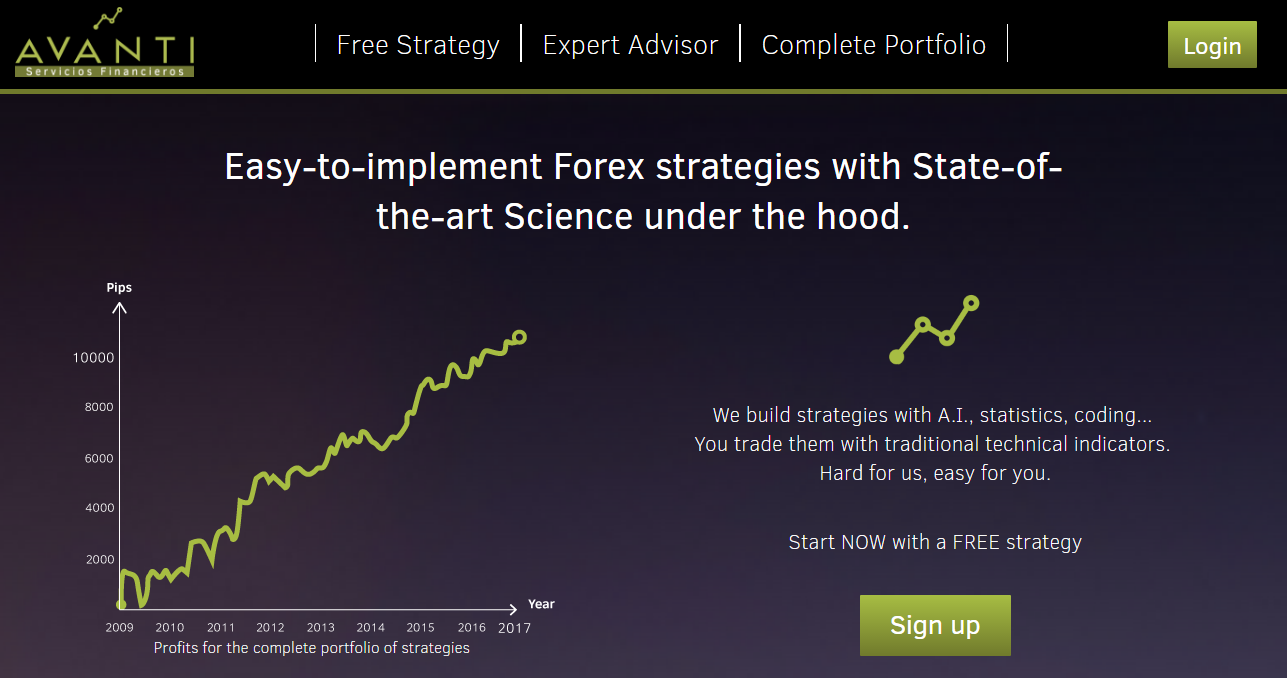 AVANTI
Servicios Financieros
Free Strategy
Expert Advisor
Complete Portfolio
Login
Easy-to-implement Forex strategies with State-of-
the-art Science under the hood.
Pips
10000
8000
6000
4000
2000
Year
2009 2010 2011 2012 2013 2014 2015 2016 2017
Profits for the complete portfolio of strategies
We build strategies with A.I., statistics, coding...
You trade them with traditional technical indicators.
Hard for us, easy for you.
Start NOW with a FREE strategy
Sign up